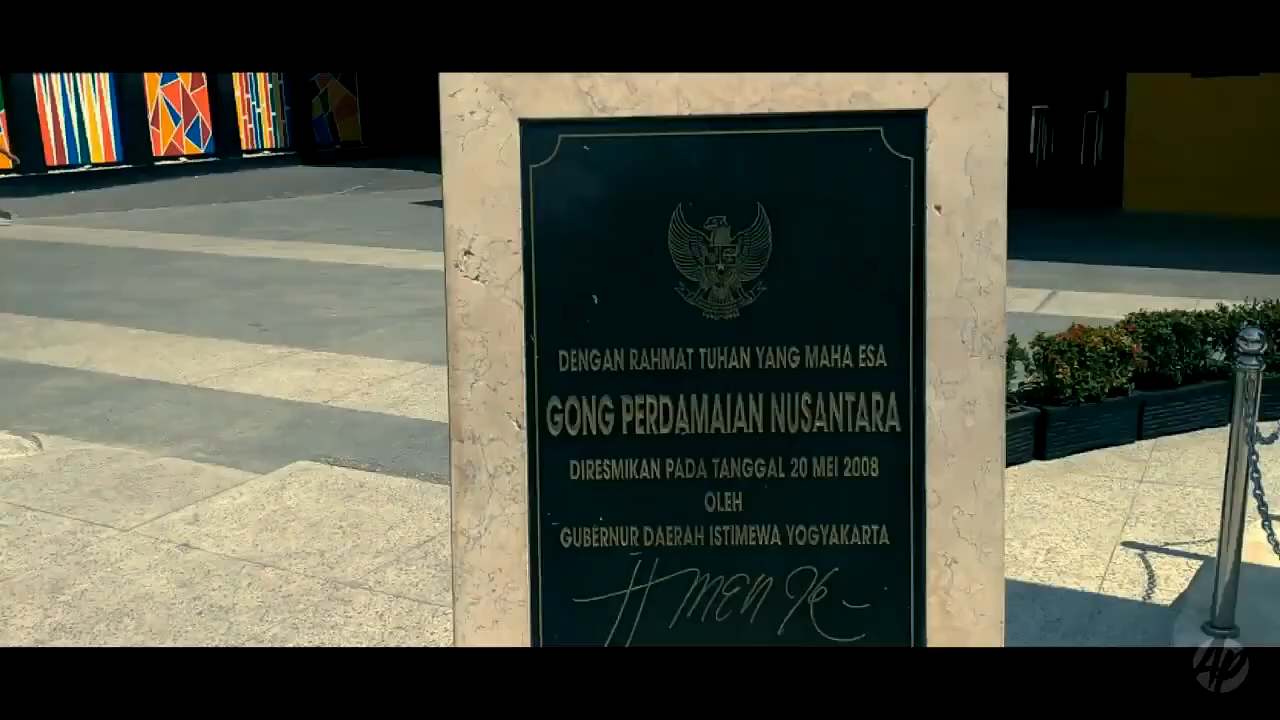 DENGAN RAHMAT TUHAN YANG MAHA ESA
GONG PERDAMAIAN NUSANTARA
DIRESMIKAN PADA TANGGAL 20 MEI 2008
OLEH
GUBERNUR DAERAH ISTIMEWA YOGYAKARTA